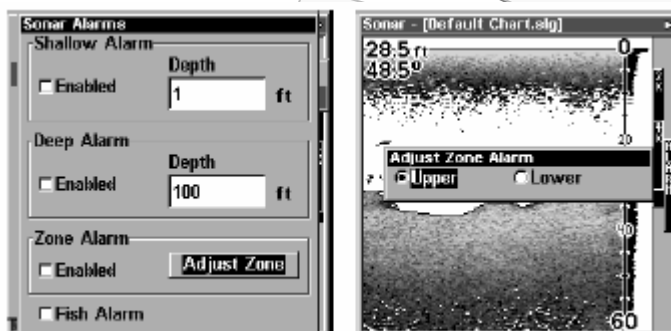 Sonar Alarms
Shallow Alarm
Depth
Enabled
1
ft
Deep Alarm
Depth
Enabled
100
ft
Zone Alarm
Enabled
Adjust Zone
Fish Alarm
Sonar - [Default Chart.slg]
28.5 ft
48.5º
0
20
Adjust Zone Alarm
Upper
Lower
40
60